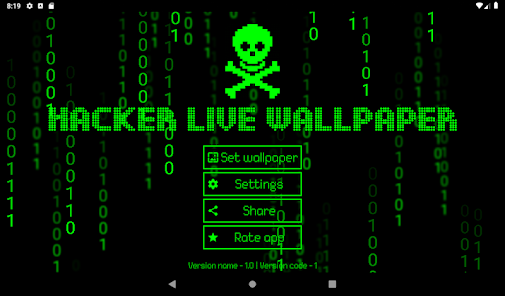 8:19
HACKER LIVE WALLPAPER
Set wallpaper
Settings
Share
Rate app
Version name - 1.0 | Version code - 1